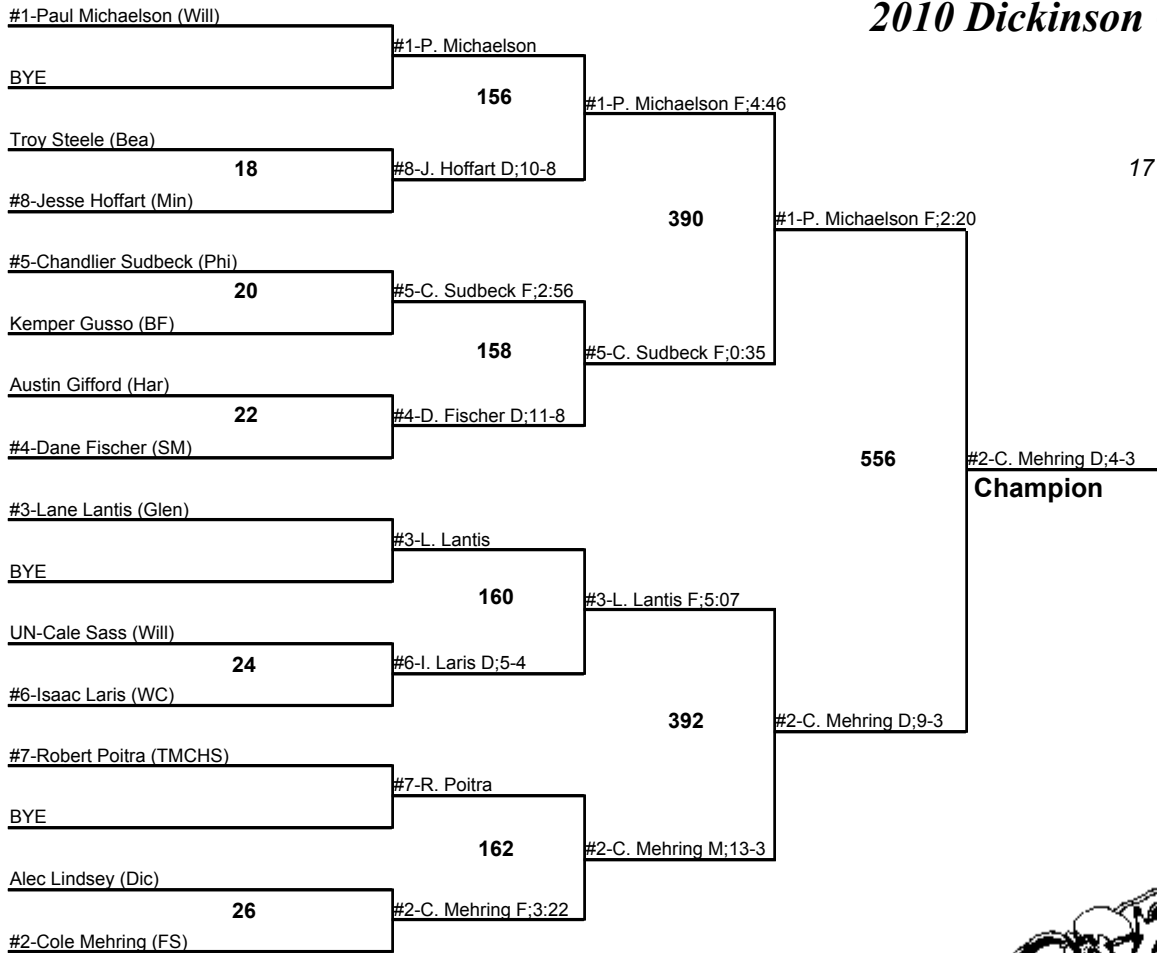 2010 Dickinson
17
#1-Paul Michaelson (Will)
BYE
Troy Steele (Bea)
18
#8-Jesse Hoffart (Min)
#5-Chandlier Sudbeck (Phi)
20
Kemper Gusso (BF)
Austin Gifford (Har)
22
#4-Dane Fischer (SM)
#3-Lane Lantis (Glen)
BYE
UN-Cale Sass (Will)
24
#6-Isaac Laris (WC)
#7-Robert Poitra (TMCHS)
BYE
Alec Lindsey (Dic)
26
#2-Cole Mehring (FS)
#1-P. Michaelson
156
#8-J. Hoffart D;10-8
#5-C. Sudbeck F;2:56
158
#4-D. Fischer D;11-8
#3-L. Lantis
160
#6-I. Laris D;5-4
#7-R. Poitra
162
#2-C. Mehring F;3:22
#1-P. Michaelson F;4:46
390
#5-C. Sudbeck F;0:35
#3-L. Lantis F;5:07
392
#2-C. Mehring M;13-3
#1-P. Michaelson F;2:20
556
#2-C. Mehring D;9-3
#2-C. Mehring D;4-3
Champion